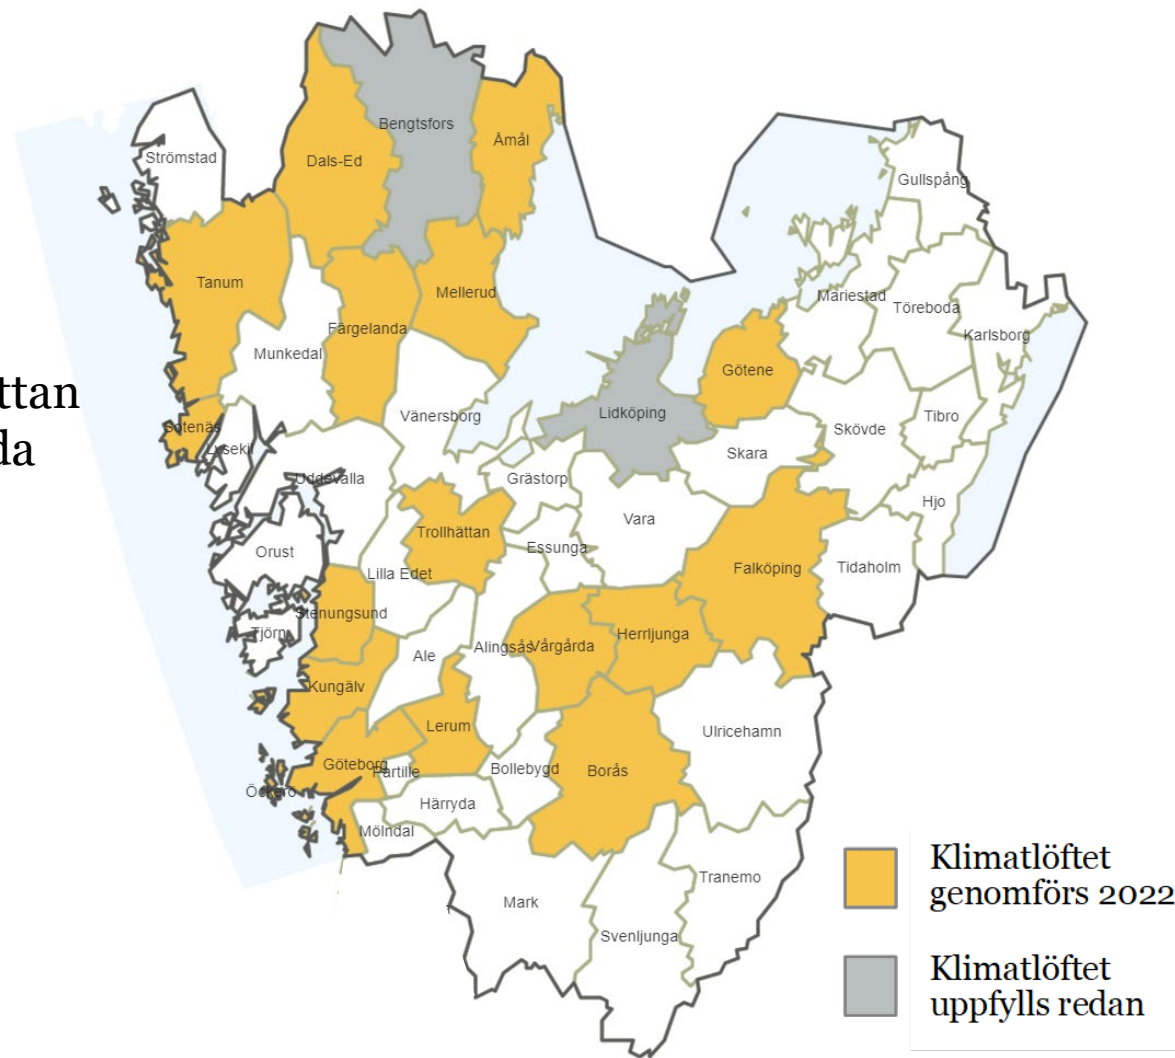 Bengtsfors
Åmål
Strömstad
Dals-Ed
Gullspång
Tanum
Mellerud
Mariestad
Töreboda
Färgelanda
Karlsborg
Munkedal
Götene
ttan
Vänersborg
Lidköping
Tibro
Sotenäs
Skövde
da
Lysekil
Skara
Uddevalla
Grästorp
Hjo
Vara
Trollhättan
Essunga
Orust
Lilla Edet
Falköping
Tidaholm
Stenungsund
Tjörn
Herrljunga
Ale
Alingsås
Vårgårda
Kungälv
Lerum
Ulricehamn
Göteborg
Partille
Bollebygd
Borås
Öckerö
Härryda
Mölndal
Tranemo
Mark
Svenljunga
Klimatlöftet
genomförs 2022
Klimatlöftet
uppfylls redan